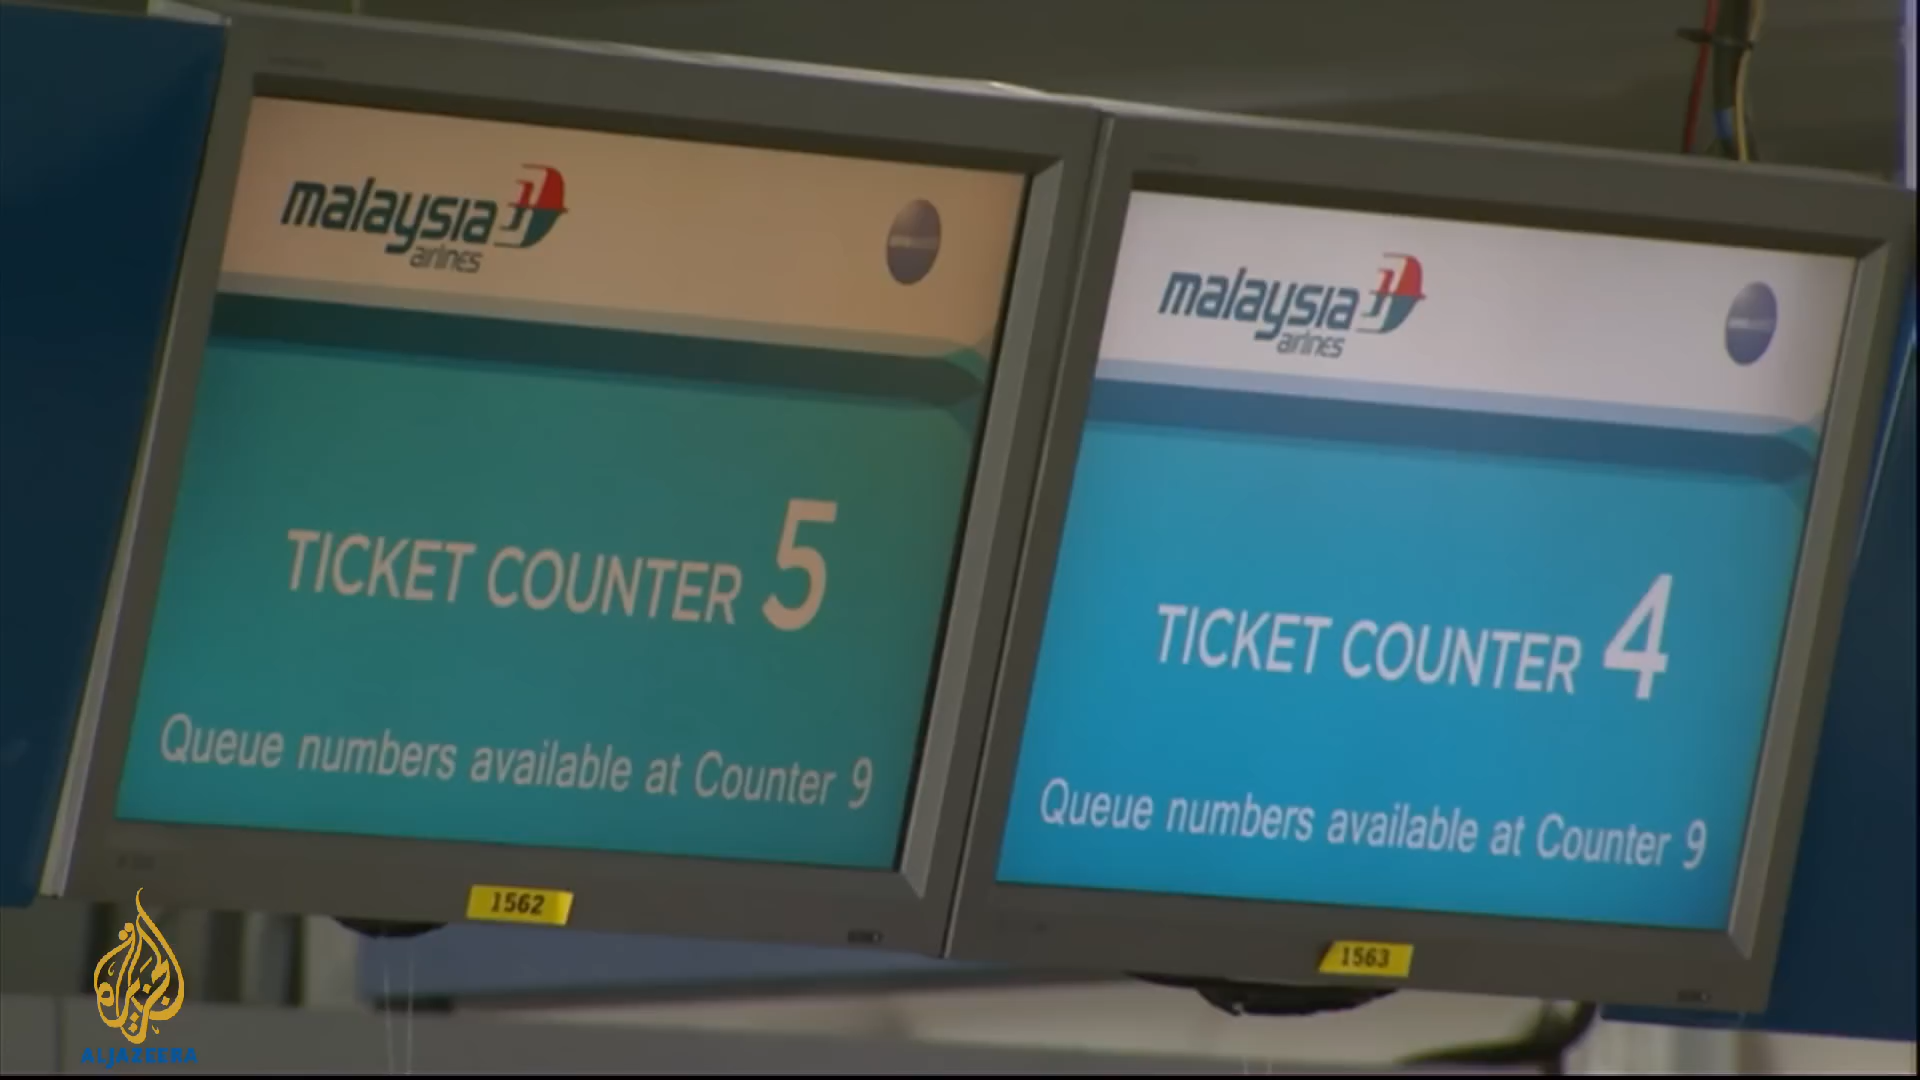 malaysia
airlines
TICKET COUNTER 5
Queue numbers available at Counter 9
1562
malaysia
airlines
TICKET COUNTER 4
Queue numbers available at Counter 9
1563
الجزيرة
ALJAZEERA